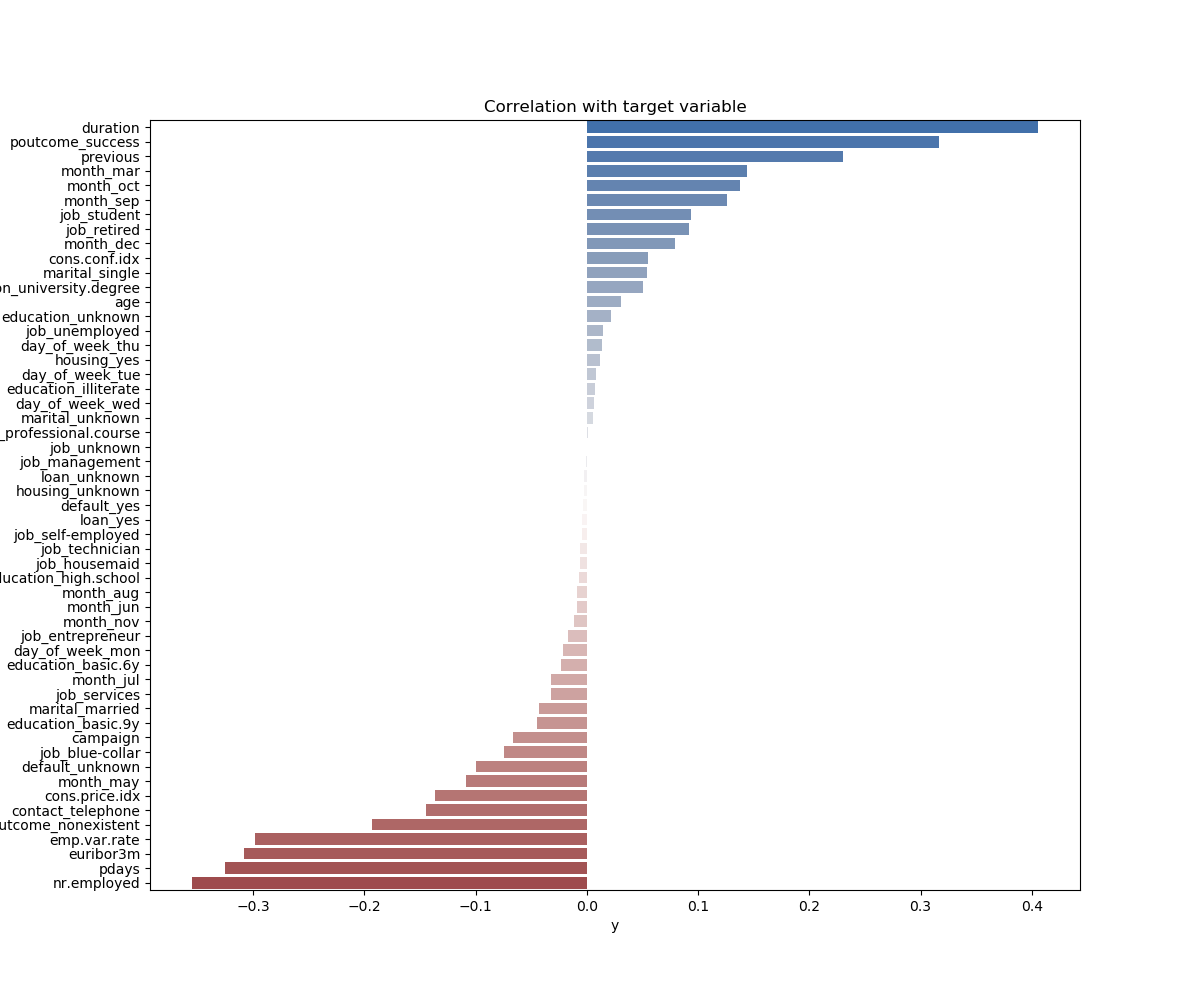 Correlation with target variable
duration
poutcome_success
previous
month_mar
month_oct
month_sep
job_student
job_retired
month_dec
cons.conf.idx
marital_single
on_university.degree
age
education_unknown
job_unemployed
day_of_week_thu
housing_yes
day_of_week_tue
education_illiterate
day_of_week_wed
marital_unknown
_professional.course
job_unknown
job_management
loan_unknown
housing_unknown
default_yes
loan_yes
job_self-employed
job_technician
job_housemaid
ducation_high.school
month_aug
month_jun
month_nov
job_entrepreneur
day_of_week_mon
education_basic.6y
month_jul
job_services
marital_married
education_basic.9y
campaign
job_blue-collar
default_unknown
month_may
cons.price.idx
contact_telephone
utcome_nonexistent
emp.var.rate
euribor3m
pdays
nr.employed
−0.3 −0.2 −0.1 0.0 0.1 0.2 0.3 0.4
y